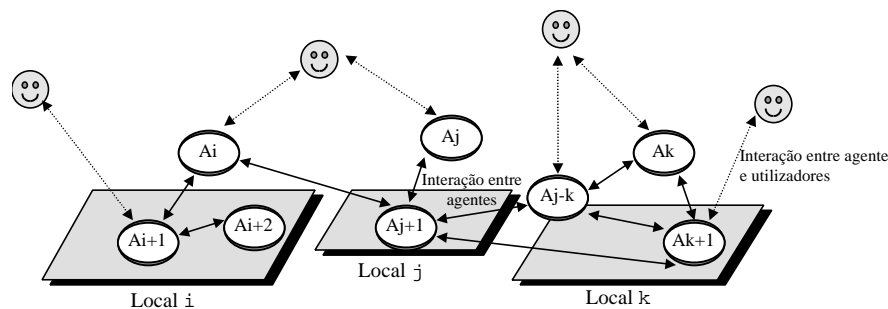 Ai
Aj
Ak
Interação entre agente
e utilizadores
Interação entre
agentes
Aj-k
Ai+1
Ai+2
Aj+1
Ak+1
Local i
Local j
Local k